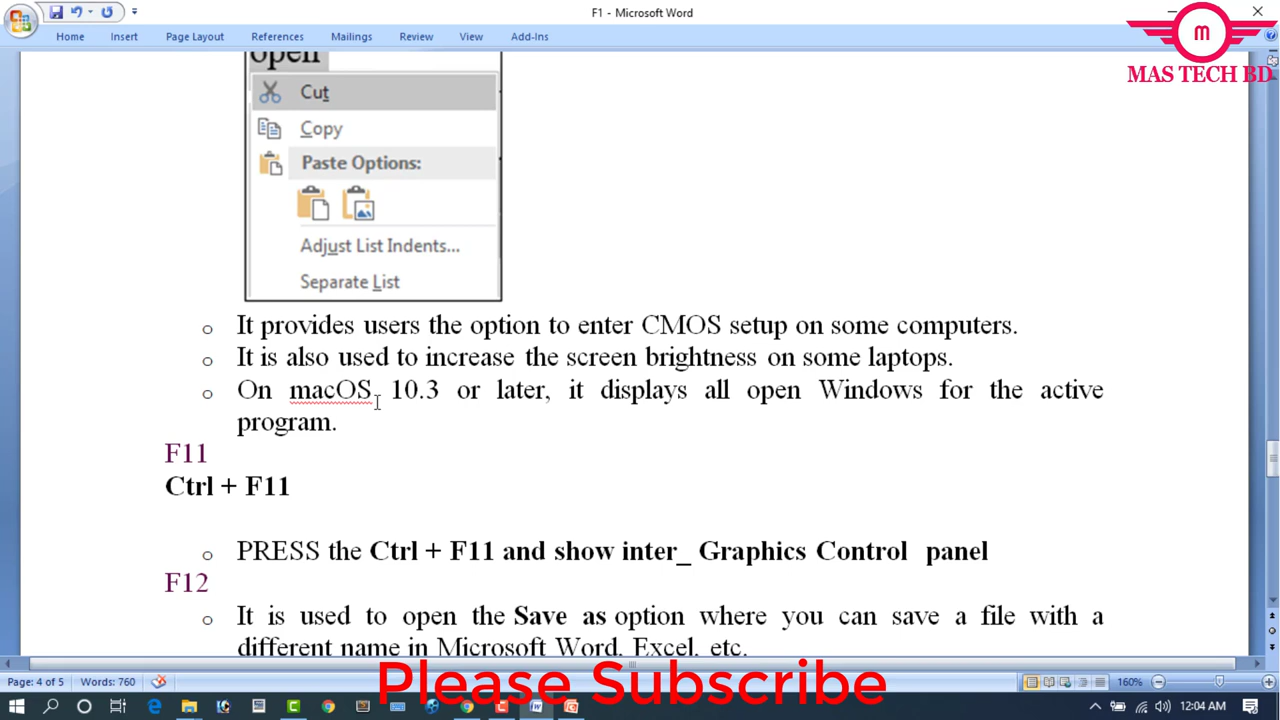 F1 - Microsoft Word
Home Insert Page Layout References Mailings Review View Add-Ins
M
MAS TECH BD
open
Cut
Copy
Paste Options:
Adjust List Indents...
Separate List
o It provides users the option to enter CMOS setup on some computers.
o It is also used to increase the screen brightness on some laptops.
o On macOS 10.3 or later, it displays all open Windows for the active
program.
F11
Ctrl + F11
o PRESS the Ctrl + F11 and show inter_ Graphics Control panel
F12
o It is used to open the Save as option where you can save a file with a
different name in Microsoft Word, Excel, etc.
Please Subscribe
Page: 4 of 5 Words: 760 160%
12:04 AM